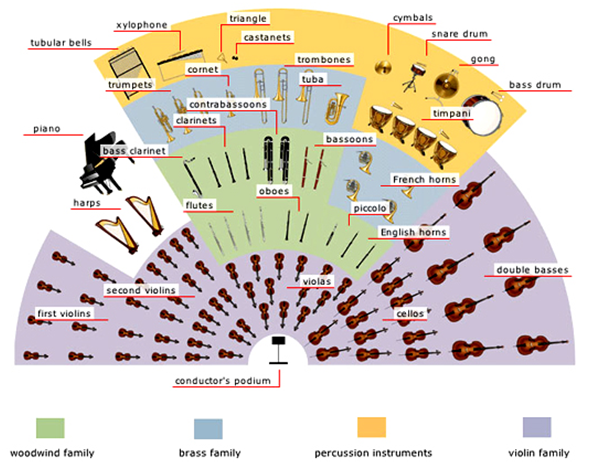 triangle
cymbals
xylophone
snare drum
castanets
tubular bells
gong
trombones
cornet
tuba
trumpets
bass drum
contrabassoons
timpani
clarinets
piano
bassoons
bass clarinet
French horns
oboes
harps
flutes
piccolo
English horns
double basses
violas
second violins
first violins
cellos
conductor's podium
woodwind family
brass family
percussion instruments
violin family